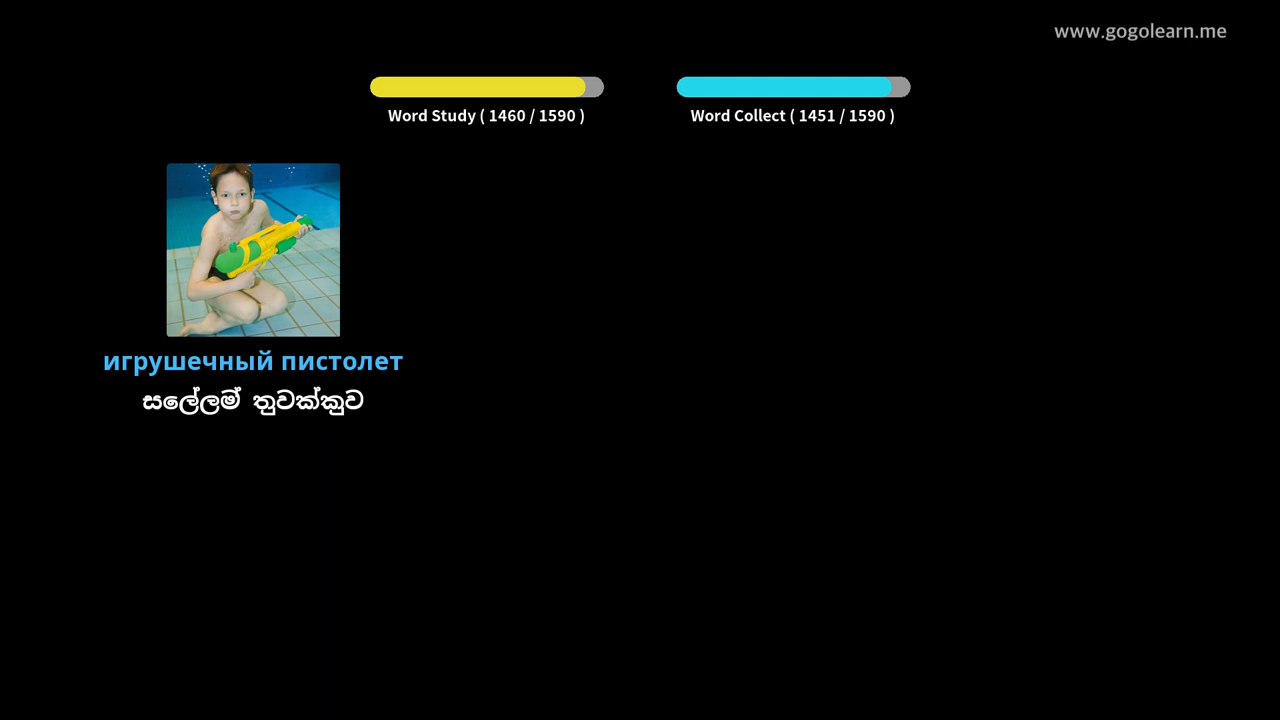 www.gogolearn.me
Word Study ( 1460 / 1590 )
Word Collect ( 1451 / 1590 )
игрушечный пистолет
සෙල්ලම් තුවක්කුව